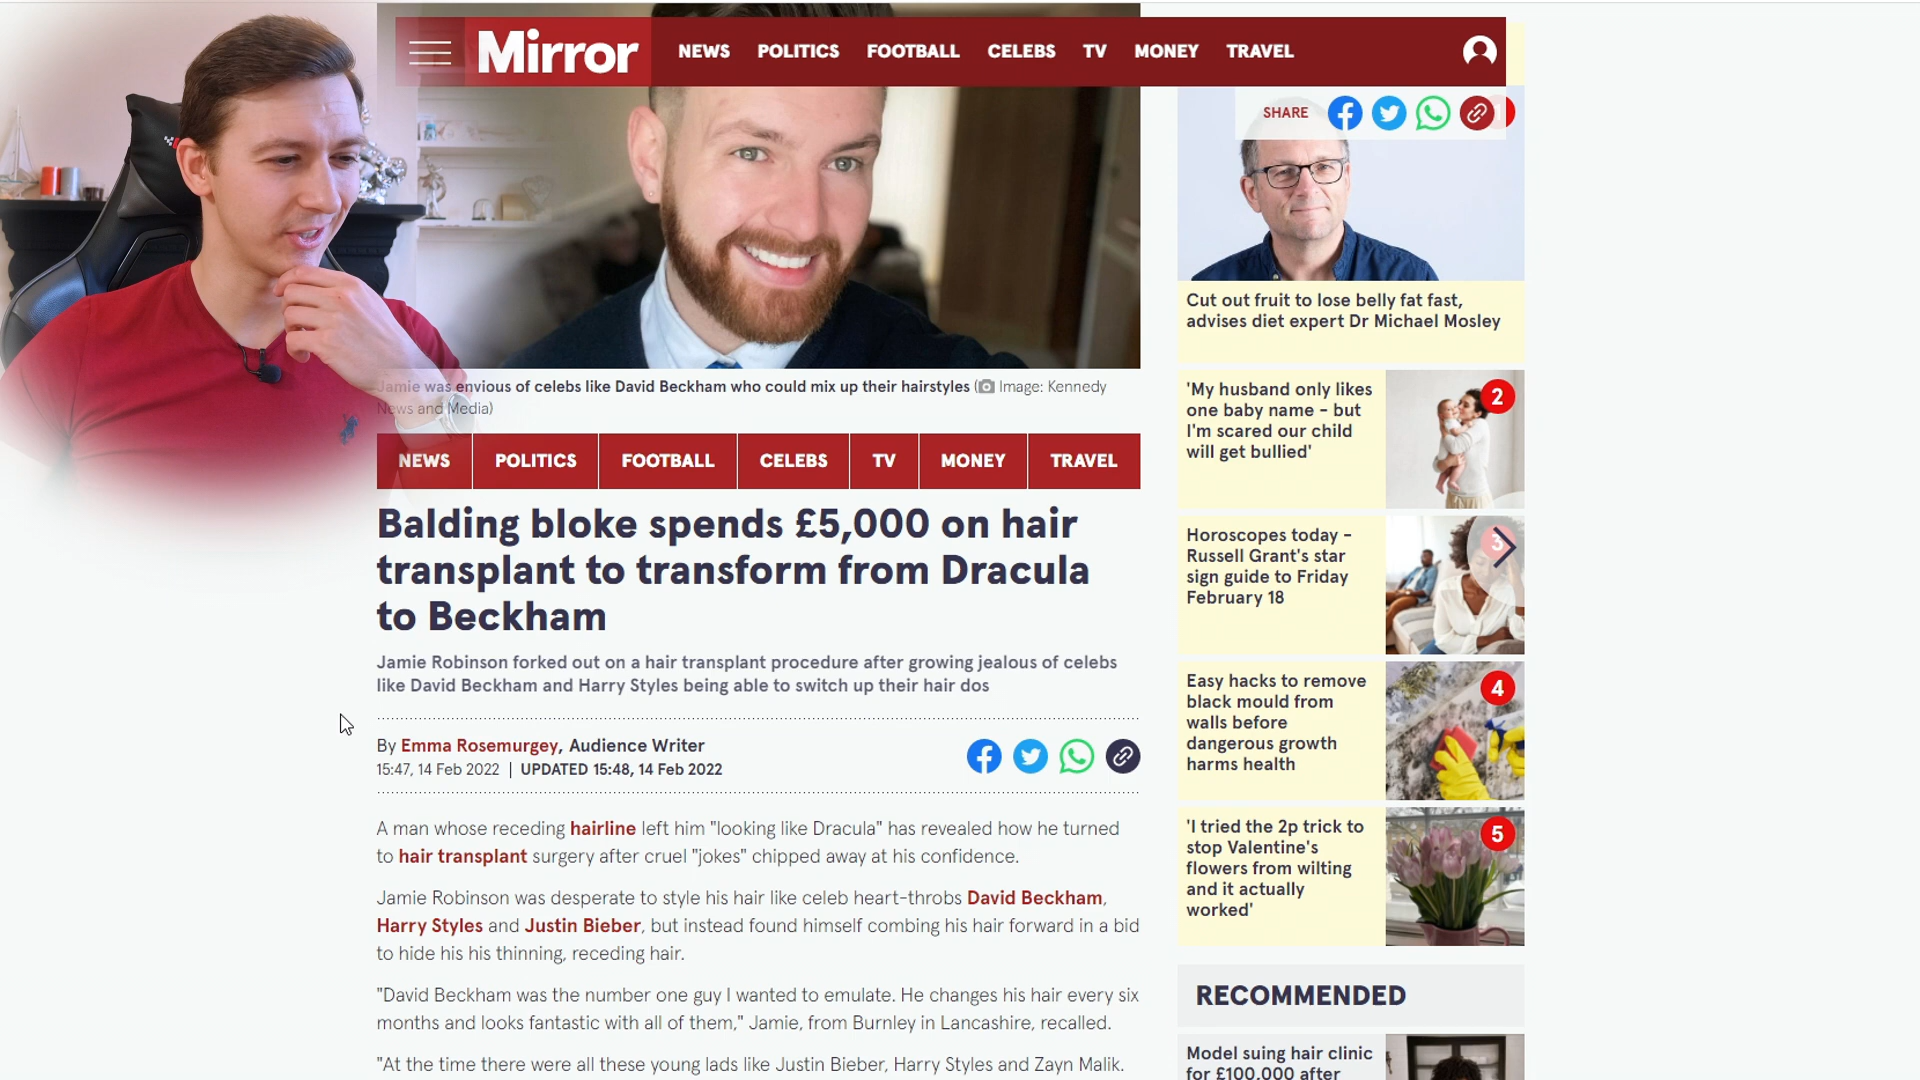 Mirror NEWS POLITICS FOOTBALL CELEBS TV MONEY TRAVEL
SHARE
Jamie was envious of celebs like David Beckham who could mix up their hairstyles ( Image: Kennedy
News and Media)
NEWS POLITICS FOOTBALL CELEBS TV MONEY TRAVEL
Balding bloke spends £5,000 on hair
transplant to transform from Dracula
to Beckham
Jamie Robinson forked out on a hair transplant procedure after growing jealous of celebs
like David Beckham and Harry Styles being able to switch up their hair dos
By Emma Rosemurgey, Audience Writer
15:47, 14 Feb 2022 | UPDATED 15:48, 14 Feb 2022
A man whose receding hairline left him "looking like Dracula" has revealed how he turned
to hair transplant surgery after cruel "jokes" chipped away at his confidence.
Jamie Robinson was desperate to style his hair like celeb heart-throbs David Beckham,
Harry Styles and Justin Bieber, but instead found himself combing his hair forward in a bid
to hide his his thinning, receding hair.
"David Beckham was the number one guy I wanted to emulate. He changes his hair every six
months and looks fantastic with all of them," Jamie, from Burnley in Lancashire, recalled.
"At the time there were all these young lads like Justin Bieber, Harry Styles and Zayn Malik.
Cut out fruit to lose belly fat fast,
advises diet expert Dr Michael Mosley
'My husband only likes
one baby name - but
I'm scared our child
will get bullied'
2
Horoscopes today -
Russell Grant's star
sign guide to Friday
February 18
3
Easy hacks to remove
black mould from
walls before
dangerous growth
harms health
4
'I tried the 2p trick to
stop Valentine's
flowers from wilting
and it actually
worked'
5
RECOMMENDED
Model suing hair clinic
for £100,000 after